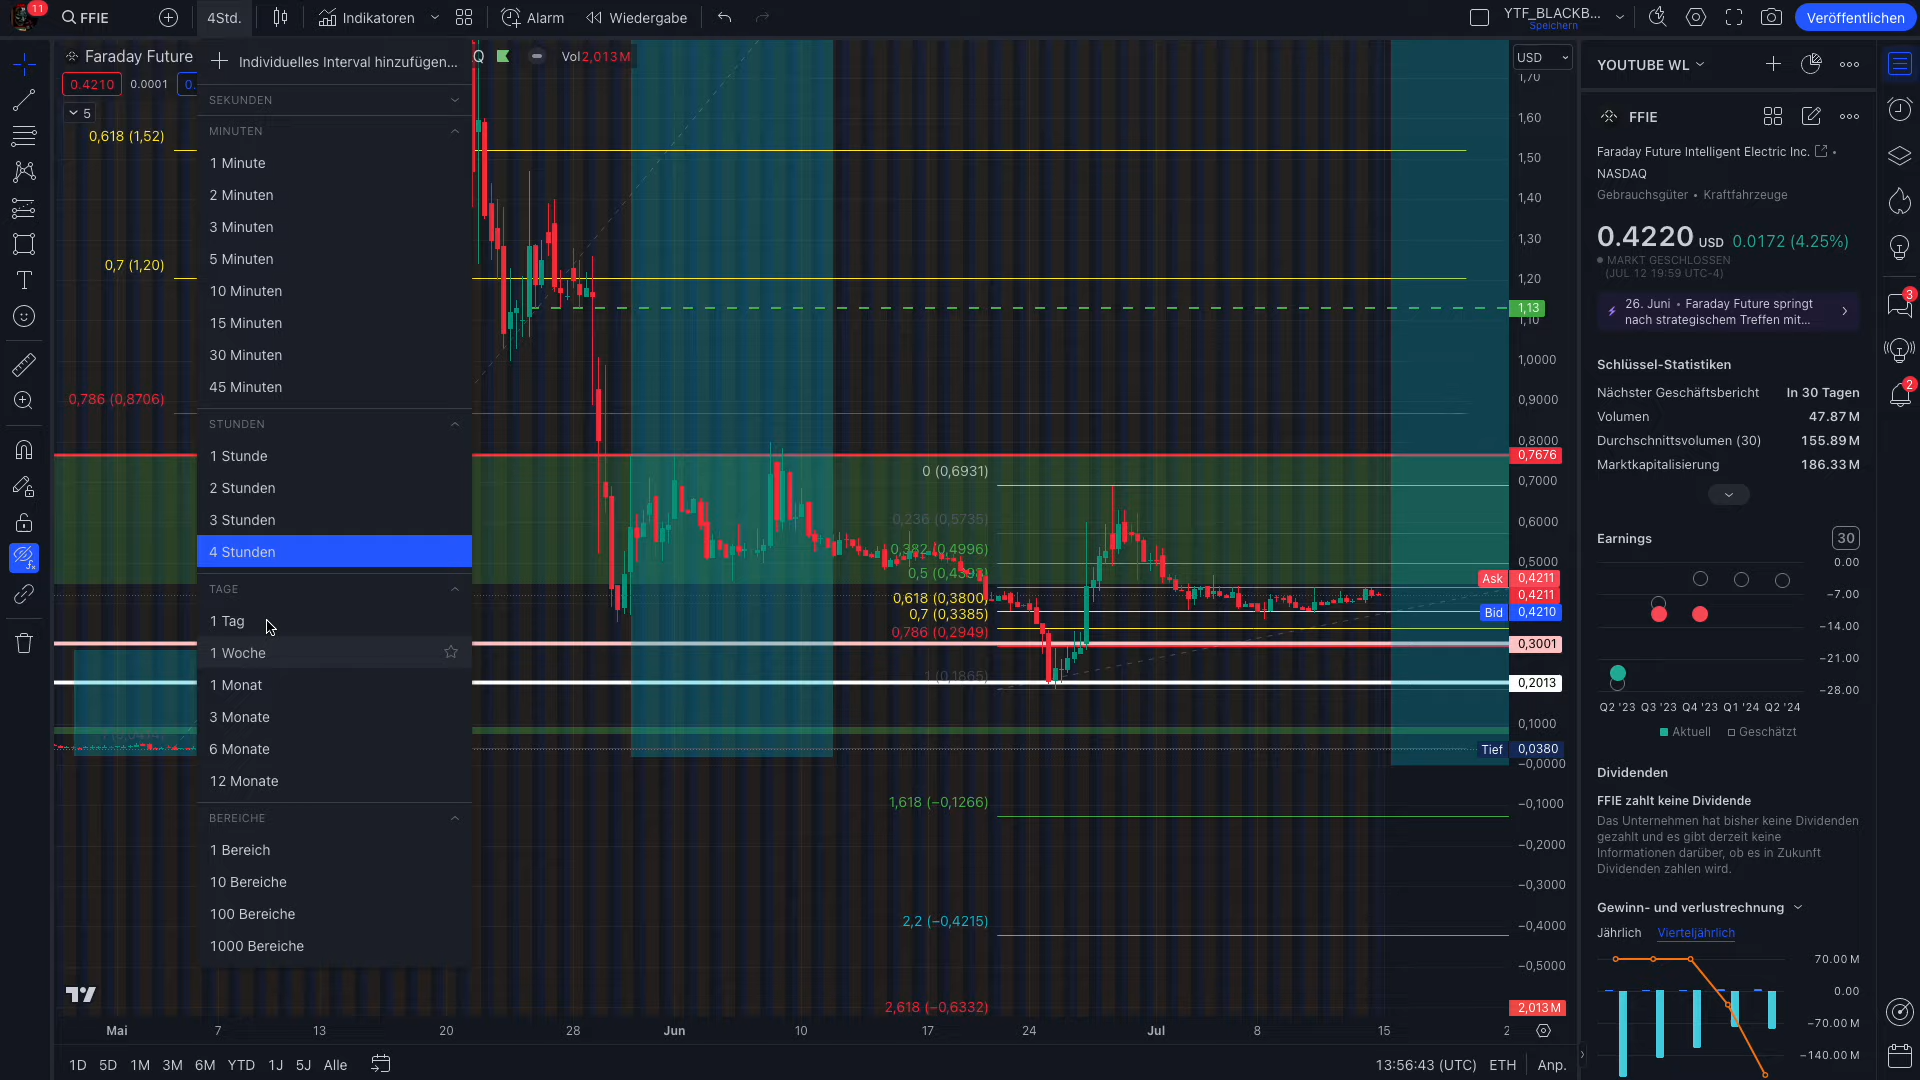 11
FFIE
4Std.
Indikatoren
Alarm
Wiedergabe
YTF_BLACKB...
Speichern
Veröffentlichen
Faraday Future
Q
Vol 2,013 M
USD
0.4210
0.0001
0.
5
Individuelles Interval hinzufügen...
SEKUNDEN
MINUTEN
1 Minute
2 Minuten
3 Minuten
5 Minuten
10 Minuten
15 Minuten
30 Minuten
45 Minuten
STUNDEN
1 Stunde
2 Stunden
3 Stunden
4 Stunden
TAGE
1 Tag
1 Woche
1 Monat
3 Monate
6 Monate
12 Monate
BEREICHE
1 Bereich
10 Bereiche
100 Bereiche
1000 Bereiche
0,618 (1,52)
0,7 (1,20)
0,786 (0,8706)
0 (0,6931)
0,236 (0,5735)
0,382 (0,4996)
0,5 (0,4393)
0,618 (0,3800)
0,7 (0,3385)
0,786 (0,2949)
1 (0,1865)
1,618 (−0,1266)
2,2 (−0,4215)
2,618 (−0,6332)
1,70
1,60
1,50
1,40
1,30
1,20
1,13
1,10
1,0000
0,9000
0,8000
0,7676
0,7000
0,6000
0,5000
Ask 0,4211
0,4211
Bid 0,4210
0,3001
0,2013
0,1000
Tief 0,0380
−0,0000
−0,1000
−0,2000
−0,3000
−0,4000
−0,5000
2,013 M
Mai 7 13 20 28 Jun 10 17 24 Jul 8 15 2
1D 5D 1M 3M 6M YTD 1J 5J Alle
13:56:43 (UTC) ETH Anp.
YOUTUBE WL
FFIE
Faraday Future Intelligent Electric Inc. •
NASDAQ
Gebrauchsgüter • Kraftfahrzeuge
0.4220 USD 0.0172 (4.25%)
MARKT GESCHLOSSEN
(JUL 12 19:59 UTC-4)
26. Juni • Faraday Future springt
nach strategischem Treffen mit...
Schlüssel-Statistiken
Nächster Geschäftsbericht In 30 Tagen
Volumen 47.87 M
Durchschnittsvolumen (30) 155.89 M
Marktkapitalisierung 186.33 M
Earnings 30
0.00
−7.00
−14.00
−21.00
−28.00
Q2 '23 Q3 '23 Q4 '23 Q1 '24 Q2 '24
Aktuell Geschätzt
Dividenden
FFIE zahlt keine Dividende
Das Unternehmen hat bisher keine Dividenden
gezahlt und es gibt derzeit keine
Informationen darüber, ob es in Zukunft
Dividenden zahlen wird.
Gewinn- und verlustrechnung
Jährlich Vierteljährlich
70.00 M
0.00
−70.00 M
−140.00 M
3
2